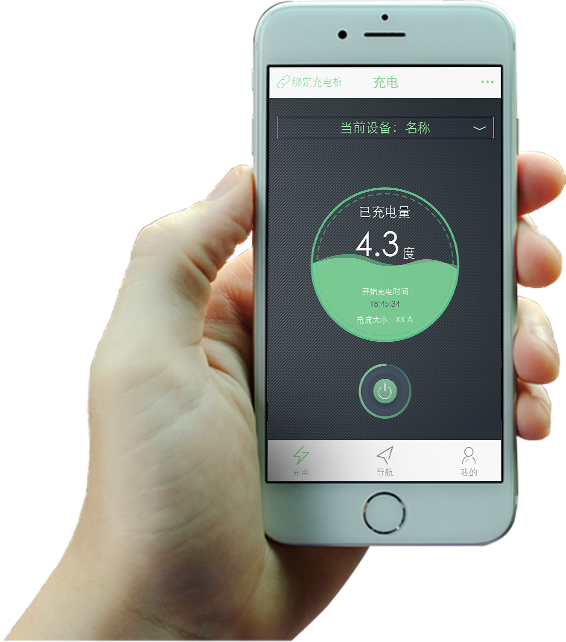 绑定充电桩
充电
当前设备：名称
已充电量
4.3度
开始充电时间
18:45:34
电流大小：XX A
充电
导航
我的